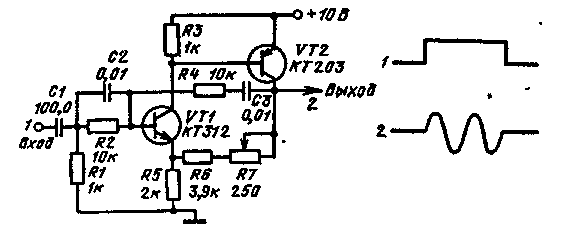 +10В
R3
1к
VT2
КТ203
C2
0,01
R4 10к
C3
0,01
Выход
2
C1
100,0
1
Вход
R2
10к
VT1
КТ312
R1
1к
R5
2к
R6
3,9к
R7
250
1
2